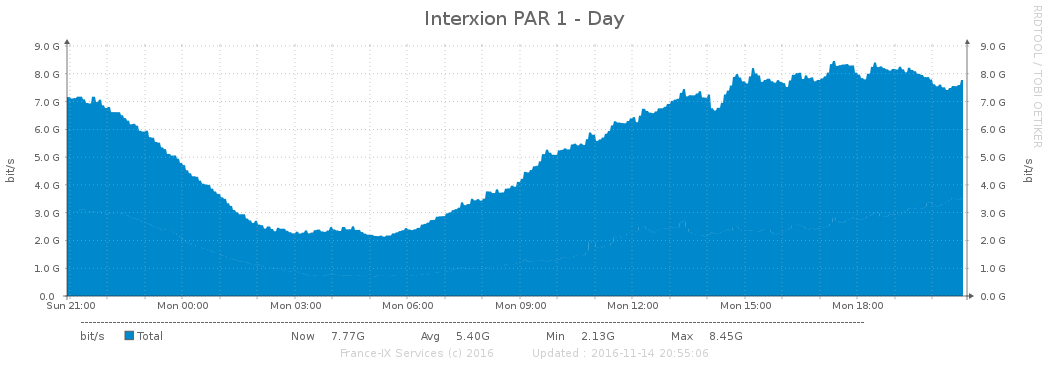 Interxion PAR 1 - Day
RRDTOOL / TOBI OETIKER
bit/s
9.0 G 9.0 G
8.0 G 8.0 G
7.0 G 7.0 G
6.0 G 6.0 G
5.0 G 5.0 G
4.0 G 4.0 G
3.0 G 3.0 G
2.0 G 2.0 G
1.0 G 1.0 G
0.0 0.0 G
bit/s
Sun 21:00 Mon 00:00 Mon 03:00 Mon 06:00 Mon 09:00 Mon 12:00 Mon 15:00 Mon 18:00
bit/s Total Now 7.77G Avg 5.40G Min 2.13G Max 8.45G
France-IX Services (c) 2016 Updated : 2016-11-14 20:55:06